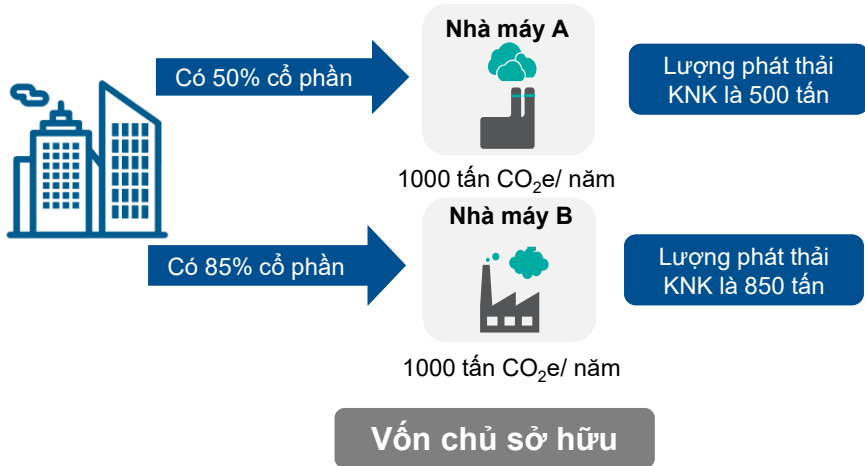 Nhà máy A
Có 50% cổ phần
Lượng phát thải
KNK là 500 tấn
1000 tấn CO₂e/ năm
Nhà máy B
Có 85% cổ phần
Lượng phát thải
KNK là 850 tấn
1000 tấn CO₂e/ năm
Vốn chủ sở hữu